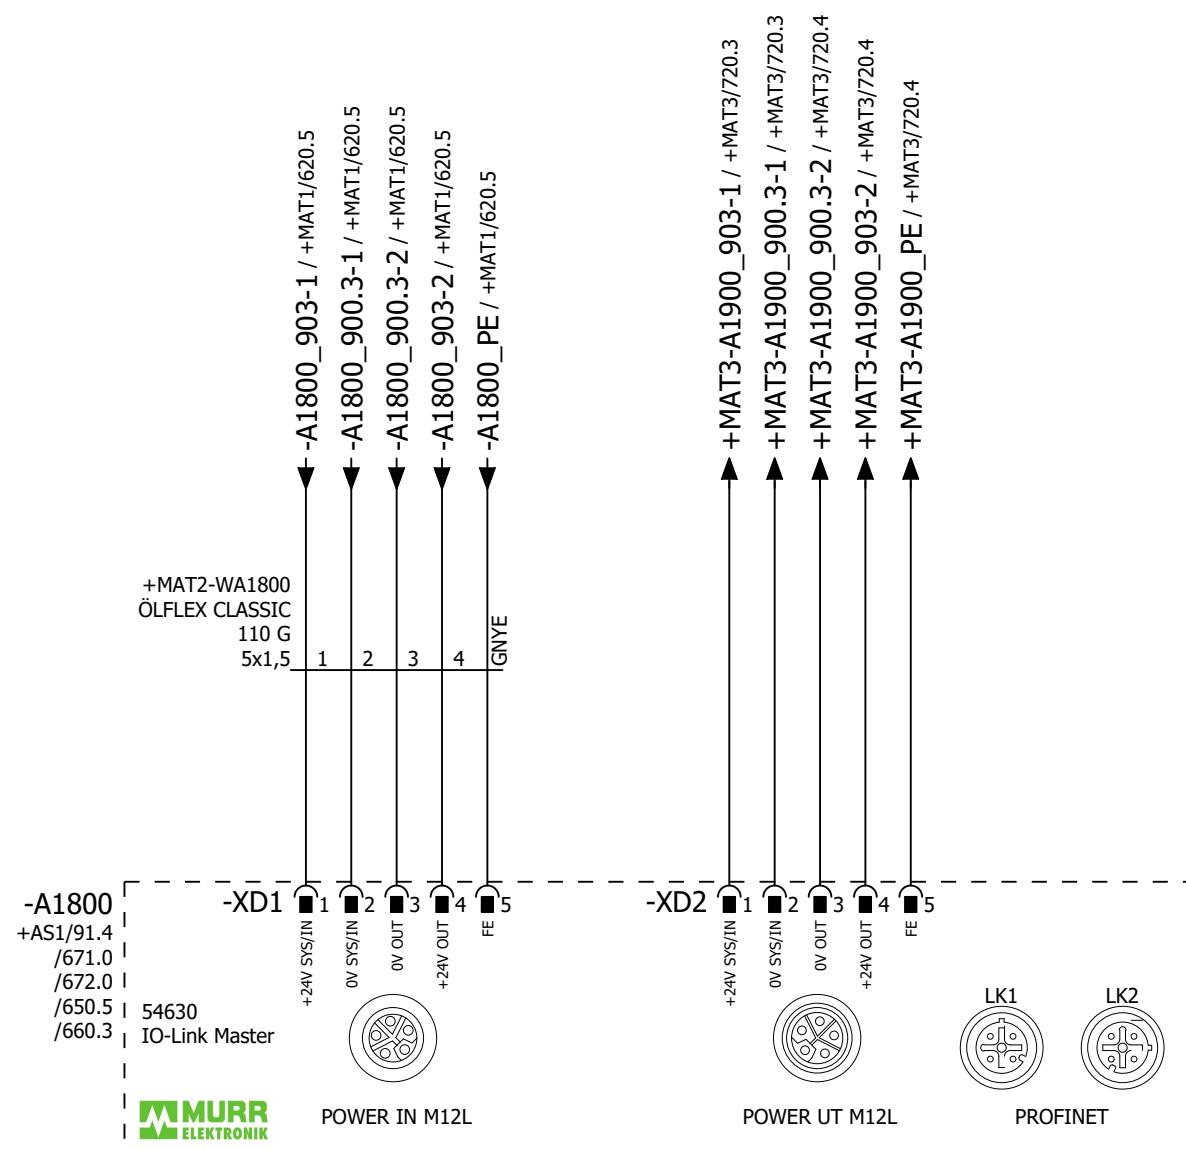 -A1800_903-1 / +MAT1/620.5
-A1800_900.3-1 / +MAT1/620.5
-A1800_900.3-2 / +MAT1/620.5
-A1800_903-2 / +MAT1/620.5
-A1800_PE / +MAT1/620.5
+MAT3-A1900_903-1 / +MAT3/720.3
+MAT3-A1900_900.3-1 / +MAT3/720.3
+MAT3-A1900_900.3-2 / +MAT3/720.4
+MAT3-A1900_903-2 / +MAT3/720.4
+MAT3-A1900_PE / +MAT3/720.4
+MAT2-WA1800
ÖLFLEX CLASSIC
110 G
5x1,5
1
2
3
4
GNYE
-A1800
+AS1/91.4
/671.0
/672.0
/650.5
/660.3
-XD1
1
2
3
4
5
+24V SYS/IN
0V SYS/IN
0V OUT
+24V OUT
FE
-XD2
1
2
3
4
5
+24V SYS/IN
0V SYS/IN
0V OUT
+24V OUT
FE
54630
IO-Link Master
LK1
LK2
MURR
ELEKTRONIK
POWER IN M12L
POWER UT M12L
PROFINET